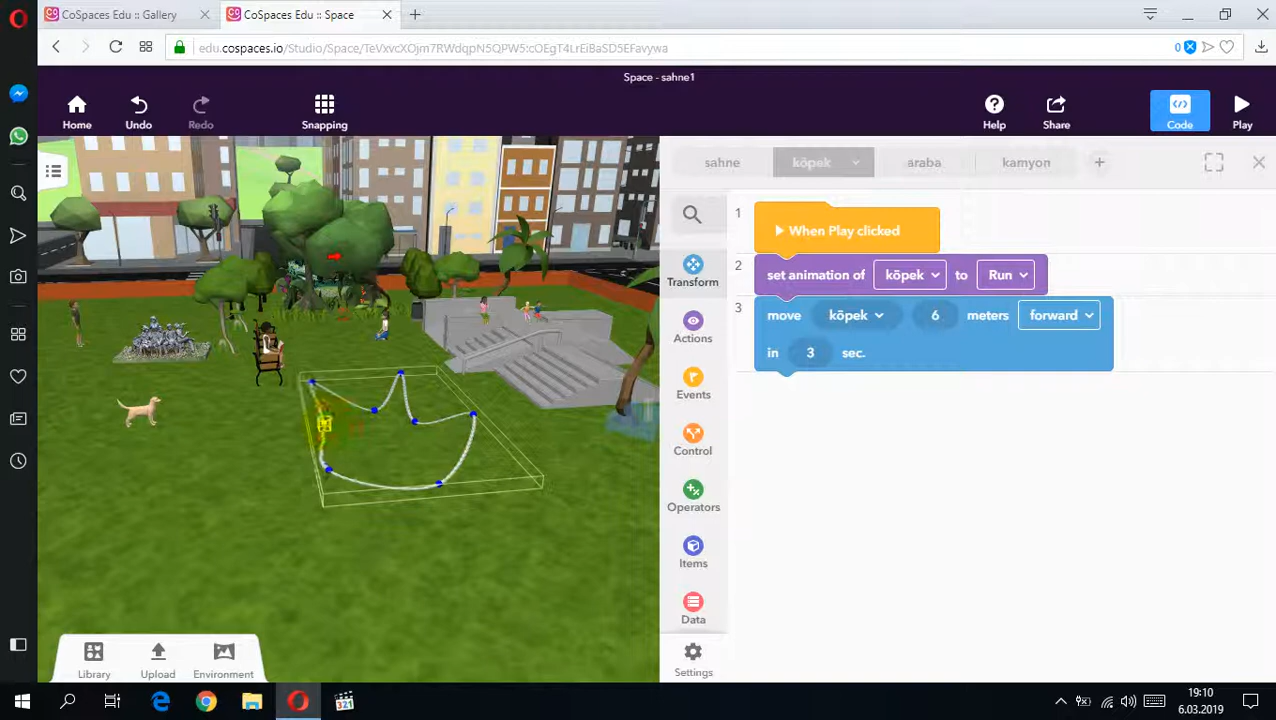 CoSpaces Edu :: Gallery
CoSpaces Edu :: Space
edu.cospaces.io/Studio/Space/TeVxvcXOjm7RWdqpN5QPW5:cOEgT4LrEiBaSD5EFavywa
0
Space - sahne1
Home
Undo
Redo
Snapping
Help
Share
Code
Play
sahne
köpek
araba
kamyon
1
When Play clicked
Transform
2
set animation of köpek to Run
3
move köpek 6 meters forward
in 3 sec.
Actions
Events
Control
Operators
Items
Data
Settings
Library
Upload
Environment
321
19:10
6.03.2019